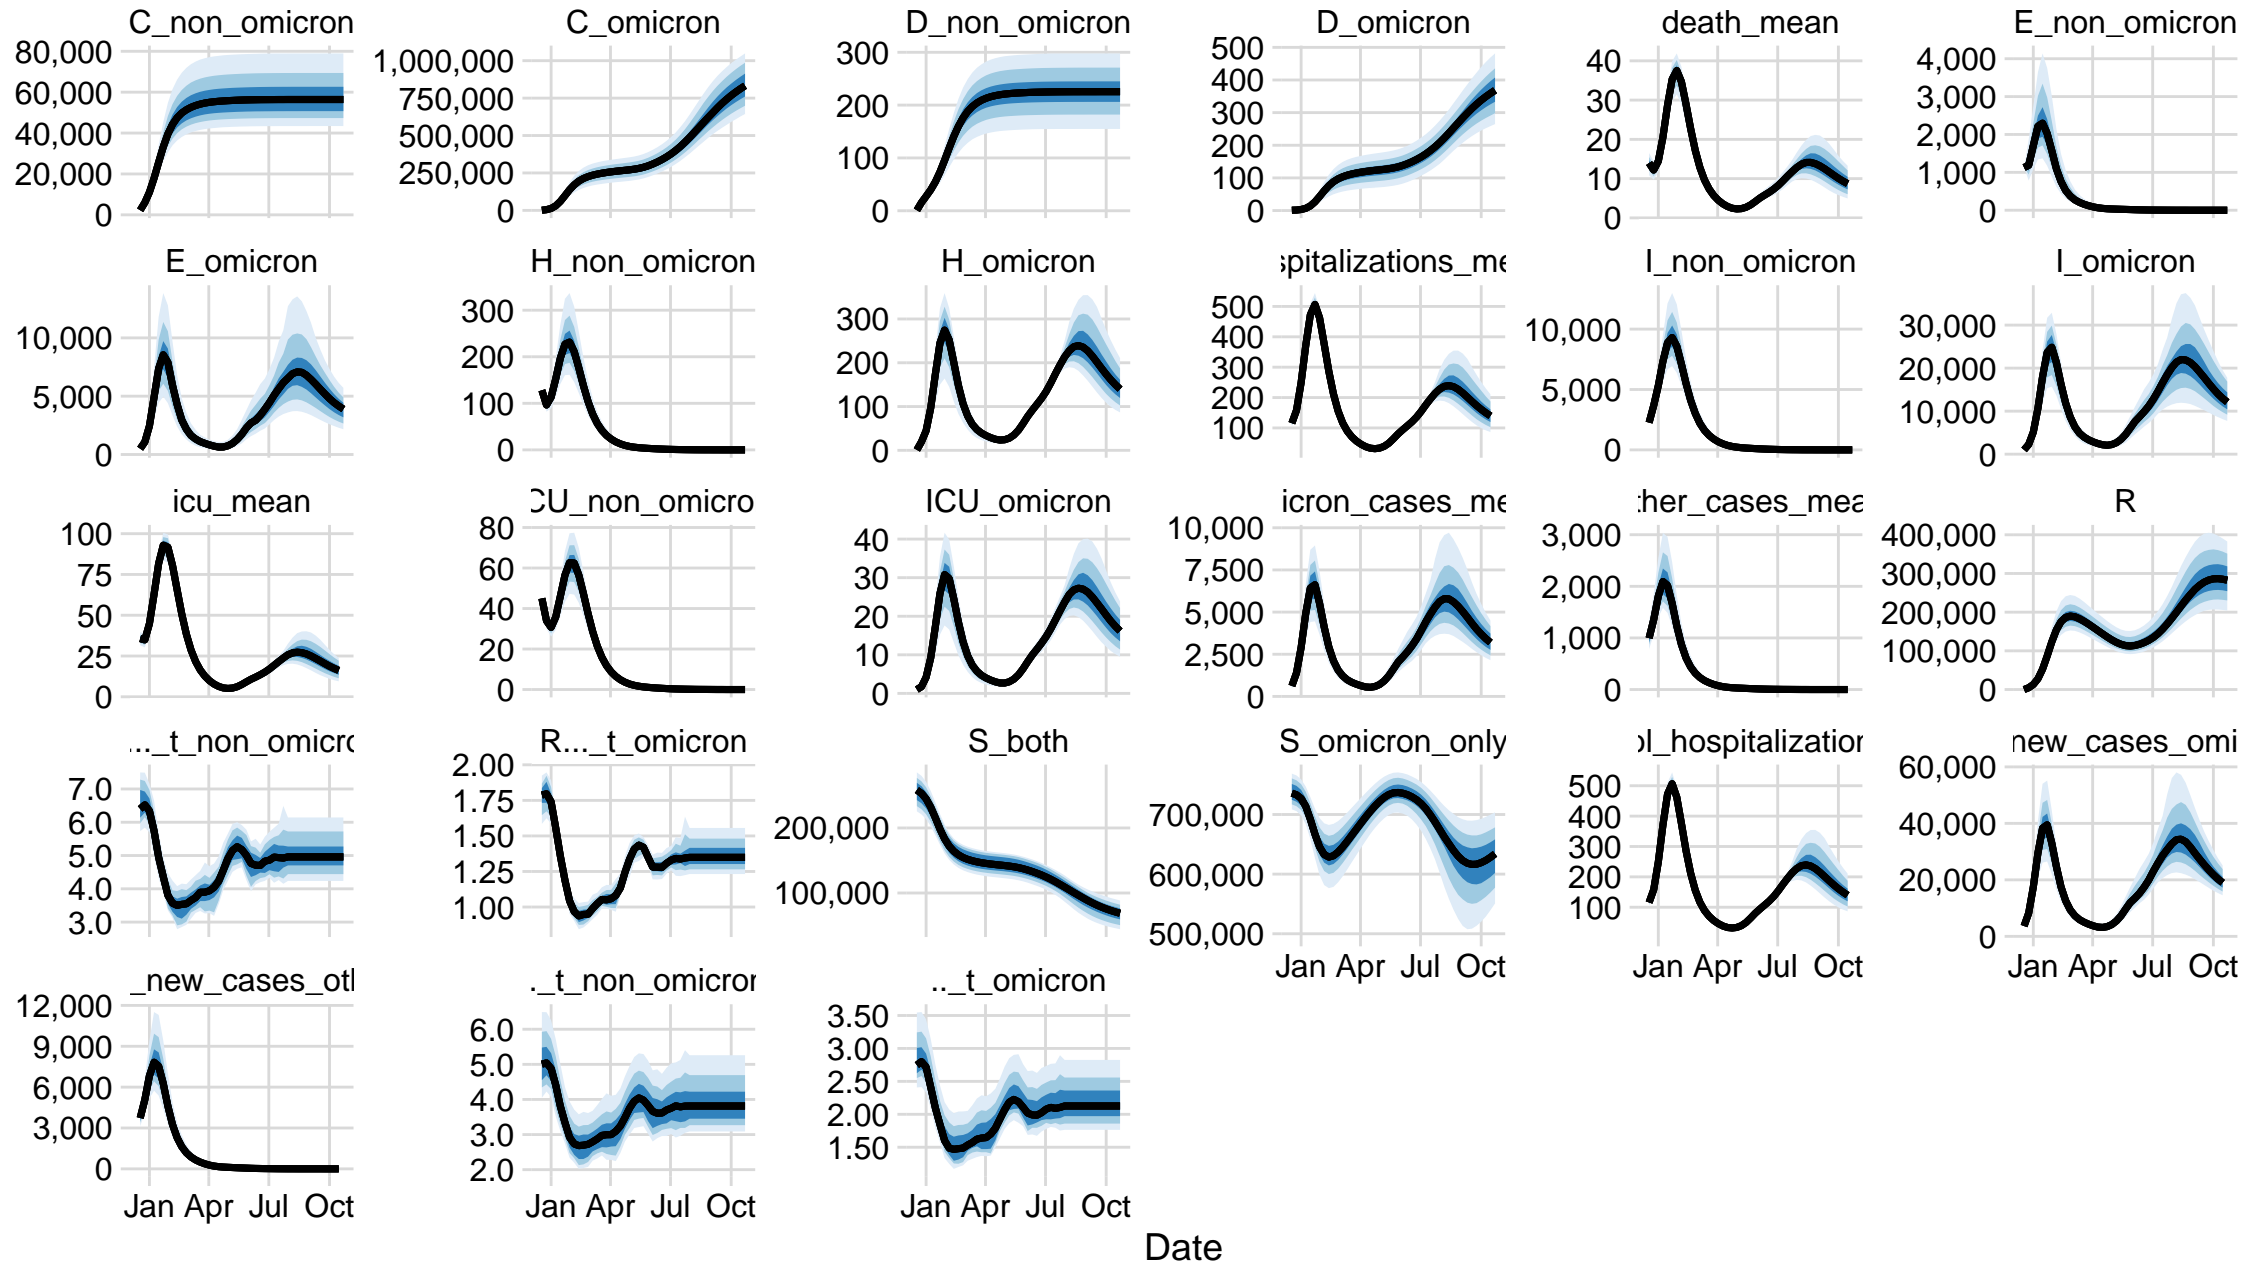 C_non_omicron C_omicron D_non_omicron D_omicron death_mean E_non_omicron
80,000 60,000 40,000 20,000 0
1,000,000 750,000 500,000 250,000 0
300 200 100 0
500 400 300 200 100 0
40 30 20 10 0
4,000 3,000 2,000 1,000 0
E_omicron H_non_omicron H_omicron spitalizations_me I_non_omicron I_omicron
10,000 5,000 0
300 200 100 0
300 200 100 0
500 400 300 200 100
10,000 5,000 0
30,000 20,000 10,000 0
icu_mean CU_non_omicro ICU_omicron icron_cases_me ther_cases_mea R
100 75 50 25 0
80 60 40 20 0
40 30 20 10 0
10,000 7,500 5,000 2,500 0
3,000 2,000 1,000 0
400,000 300,000 200,000 100,000 0
..._t_non_omicro R..._t_omicron S_both S_omicron_only ol_hospitalization new_cases_omi
7.0 6.0 5.0 4.0 3.0
2.00 1.75 1.50 1.25 1.00
200,000 100,000
700,000 600,000 500,000
500 400 300 200 100
60,000 40,000 20,000 0
Jan Apr Jul Oct Jan Apr Jul Oct Jan Apr Jul Oct
_new_cases_otl ._t_non_omicron .._t_omicron
12,000 9,000 6,000 3,000 0
6.0 5.0 4.0 3.0 2.0
3.50 3.00 2.50 2.00 1.50
Jan Apr Jul Oct Jan Apr Jul Oct Jan Apr Jul Oct
Date